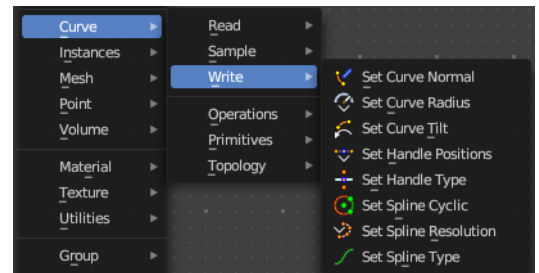 Curve
Instances
Mesh
Point
Volume
Material
Texture
Utilities
Group
Read
Sample
Write
Operations
Primitives
Topology
Set Curve Normal
Set Curve Radius
Set Curve Tilt
Set Handle Positions
Set Handle Type
Set Spline Cyclic
Set Spline Resolution
Set Spline Type